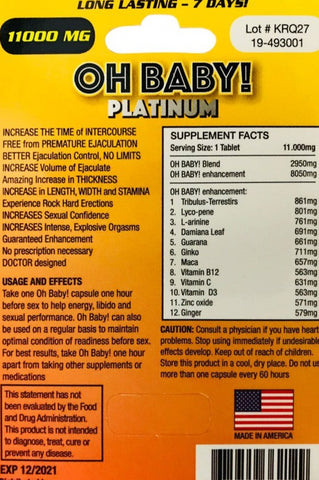 LONG LASTING - 7 DAYS!
11000 MG
Lot # KRQ27
19-493001
OH BABY!
PLATINUM
INCREASE THE TIME of INTERCOURSE
FREE from PREMATURE EJACULATION
BETTER Ejaculation Control, NO LIMITS
INCREASE Volume of Ejaculate
Amazing Increase in THICKNESS
INCREASE in LENGTH, WIDTH and STAMINA
Experience Rock Hard Erections
INCREASES Sexual Confidence
INCREASES Intense, Explosive Orgasms
Guaranteed Enhancement
No prescription necessary
DOCTOR designed
USAGE AND EFFECTS
Take one Oh Baby! capsule one hour
before sex to help energy, libido and
sexual performance. Oh Baby! can also
be used on a regular basis to maintain
optimal condition of readiness before sex.
For best results, take Oh Baby! one hour
apart from taking other supplements or
medications
This statement has not
been evaluated by the Food
and Drug Administration.
This product is not intended
to diagnose, treat, cure or
prevent any disease.
EXP 12/2021
SUPPLEMENT FACTS
Serving Size: 1 Tablet 11.000mg
OH BABY! Blend 2950mg
OH BABY! enhancement 8050mg
OH BABY! enhancement:
1 Tribulus-Terrestirs 861mg
2 Lyco-pene 801mg
3 L-arinine 761mg
4 Damiana Leaf 691mg
5 Guarana 661mg
6 Ginko 711mg
7 Maca 657mg
8 Vitamin B12 563mg
9 Vitamin C 631mg
10. Vitamin D3 563mg
11. Zinc oxide 571mg
12. Ginger 579mg
CAUTION: Consult a physician if you have heart
problems. Stop using immediately if undesirable
effects develop. Keep out of reach of children.
Store this product in a cool, dry place. Do not us
more than one capsule every 60 hours
MADE IN AMERICA